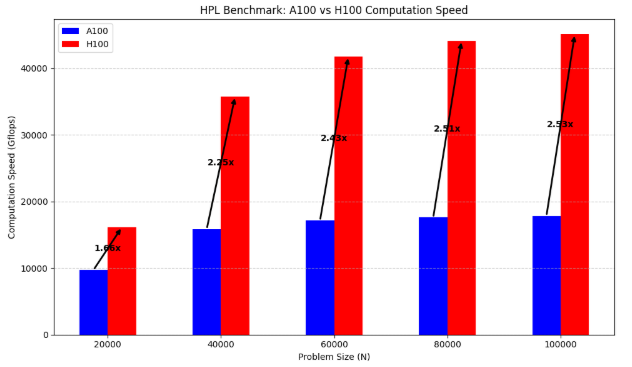 HPL Benchmark: A100 vs H100 Computation Speed
A100
H100
Computation Speed (Gflops)
40000
30000
20000
10000
0
1.66x
2.25x
2.43x
2.51x
2.53x
20000
40000
60000
80000
100000
Problem Size (N)